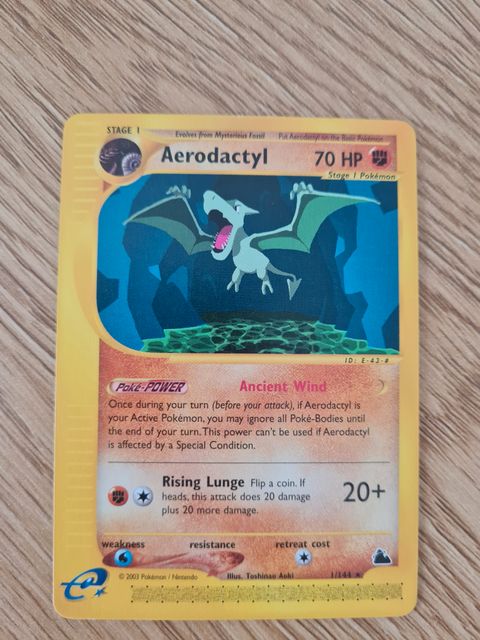 STAGE 1
Evolves from Mysterious Fossil Put Aerodactyl on the Basic Pokémon
Aerodactyl 70 HP
Stage 1 Pokémon
ID: E-43-#
Poké-POWER Ancient Wind
Once during your turn (before your attack), if Aerodactyl is
your Active Pokémon, you may ignore all Poké-Bodies until
the end of your turn. This power can't be used if Aerodactyl
is affected by a Special Condition.
Rising Lunge Flip a coin. If
heads, this attack does 20 damage
plus 20 more damage.
20+
weakness resistance retreat cost
© 2003 Pokémon / Nintendo Illus. Toshinao Aoki 1/144 ★
e